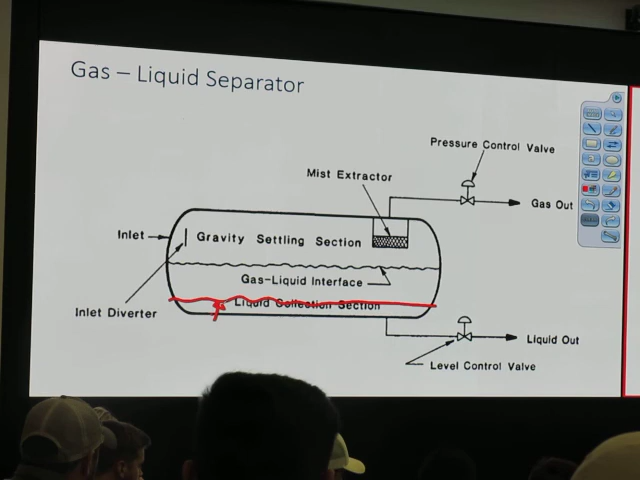 Gas – Liquid Separator
Pressure Control Valve
Mist Extractor
Gas Out
Inlet
Gravity Settling Section
Gas-Liquid Interface
Liquid Collection Section
Inlet Diverter
Liquid Out
Level Control Valve